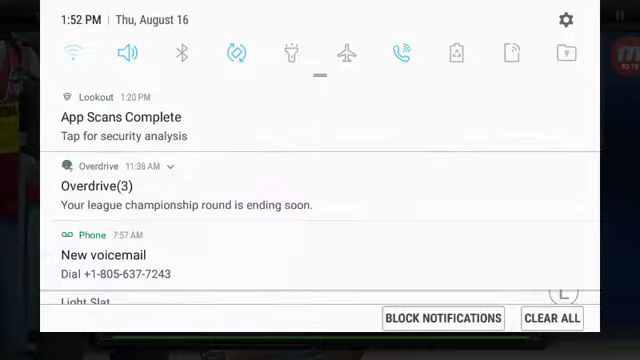 1:52 PM | Thu, August 16
Lookout 1:20 PM
App Scans Complete
Tap for security analysis
Overdrive 11:38 AM
Overdrive(3)
Your league championship round is ending soon.
Phone 7:57 AM
New voicemail
Dial +1-805-637-7243
Light Slat
L
BLOCK NOTIFICATIONS
CLEAR ALL